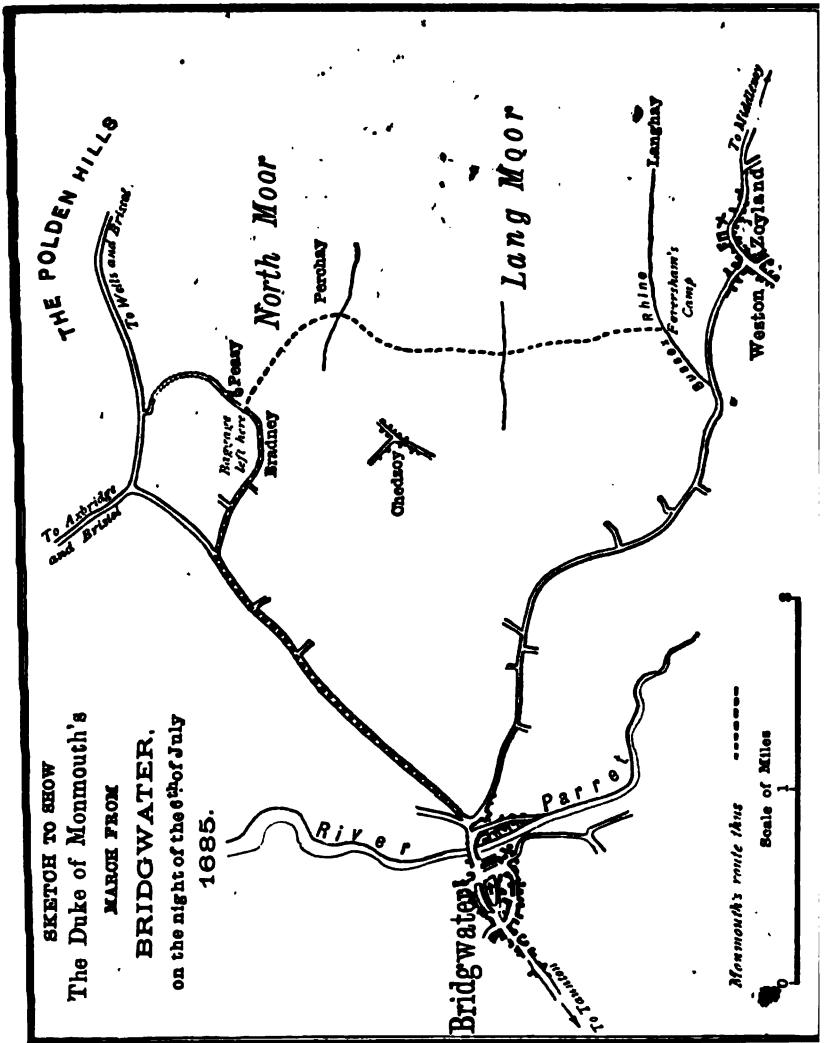 SKETCH TO SHOW
The Duke of Monmouth's
MARCH FROM
BRIDGWATER,
on the night of the 6th of July
1685.
THE POLDEN HILLS
To Wells and Bristol
To Axbridge
and Bristol
North Moor
Perchay
Peazy
Baggage
left here
Bradney
Chedzoy
Lang Moor
Langhay
Bussex Rhine
Feversham's
Camp
To Middlezoy
Weston Zoyland
River Parret
Bridgwater
To Taunton
Monmouth's route thus
Scale of Miles
0 1 2